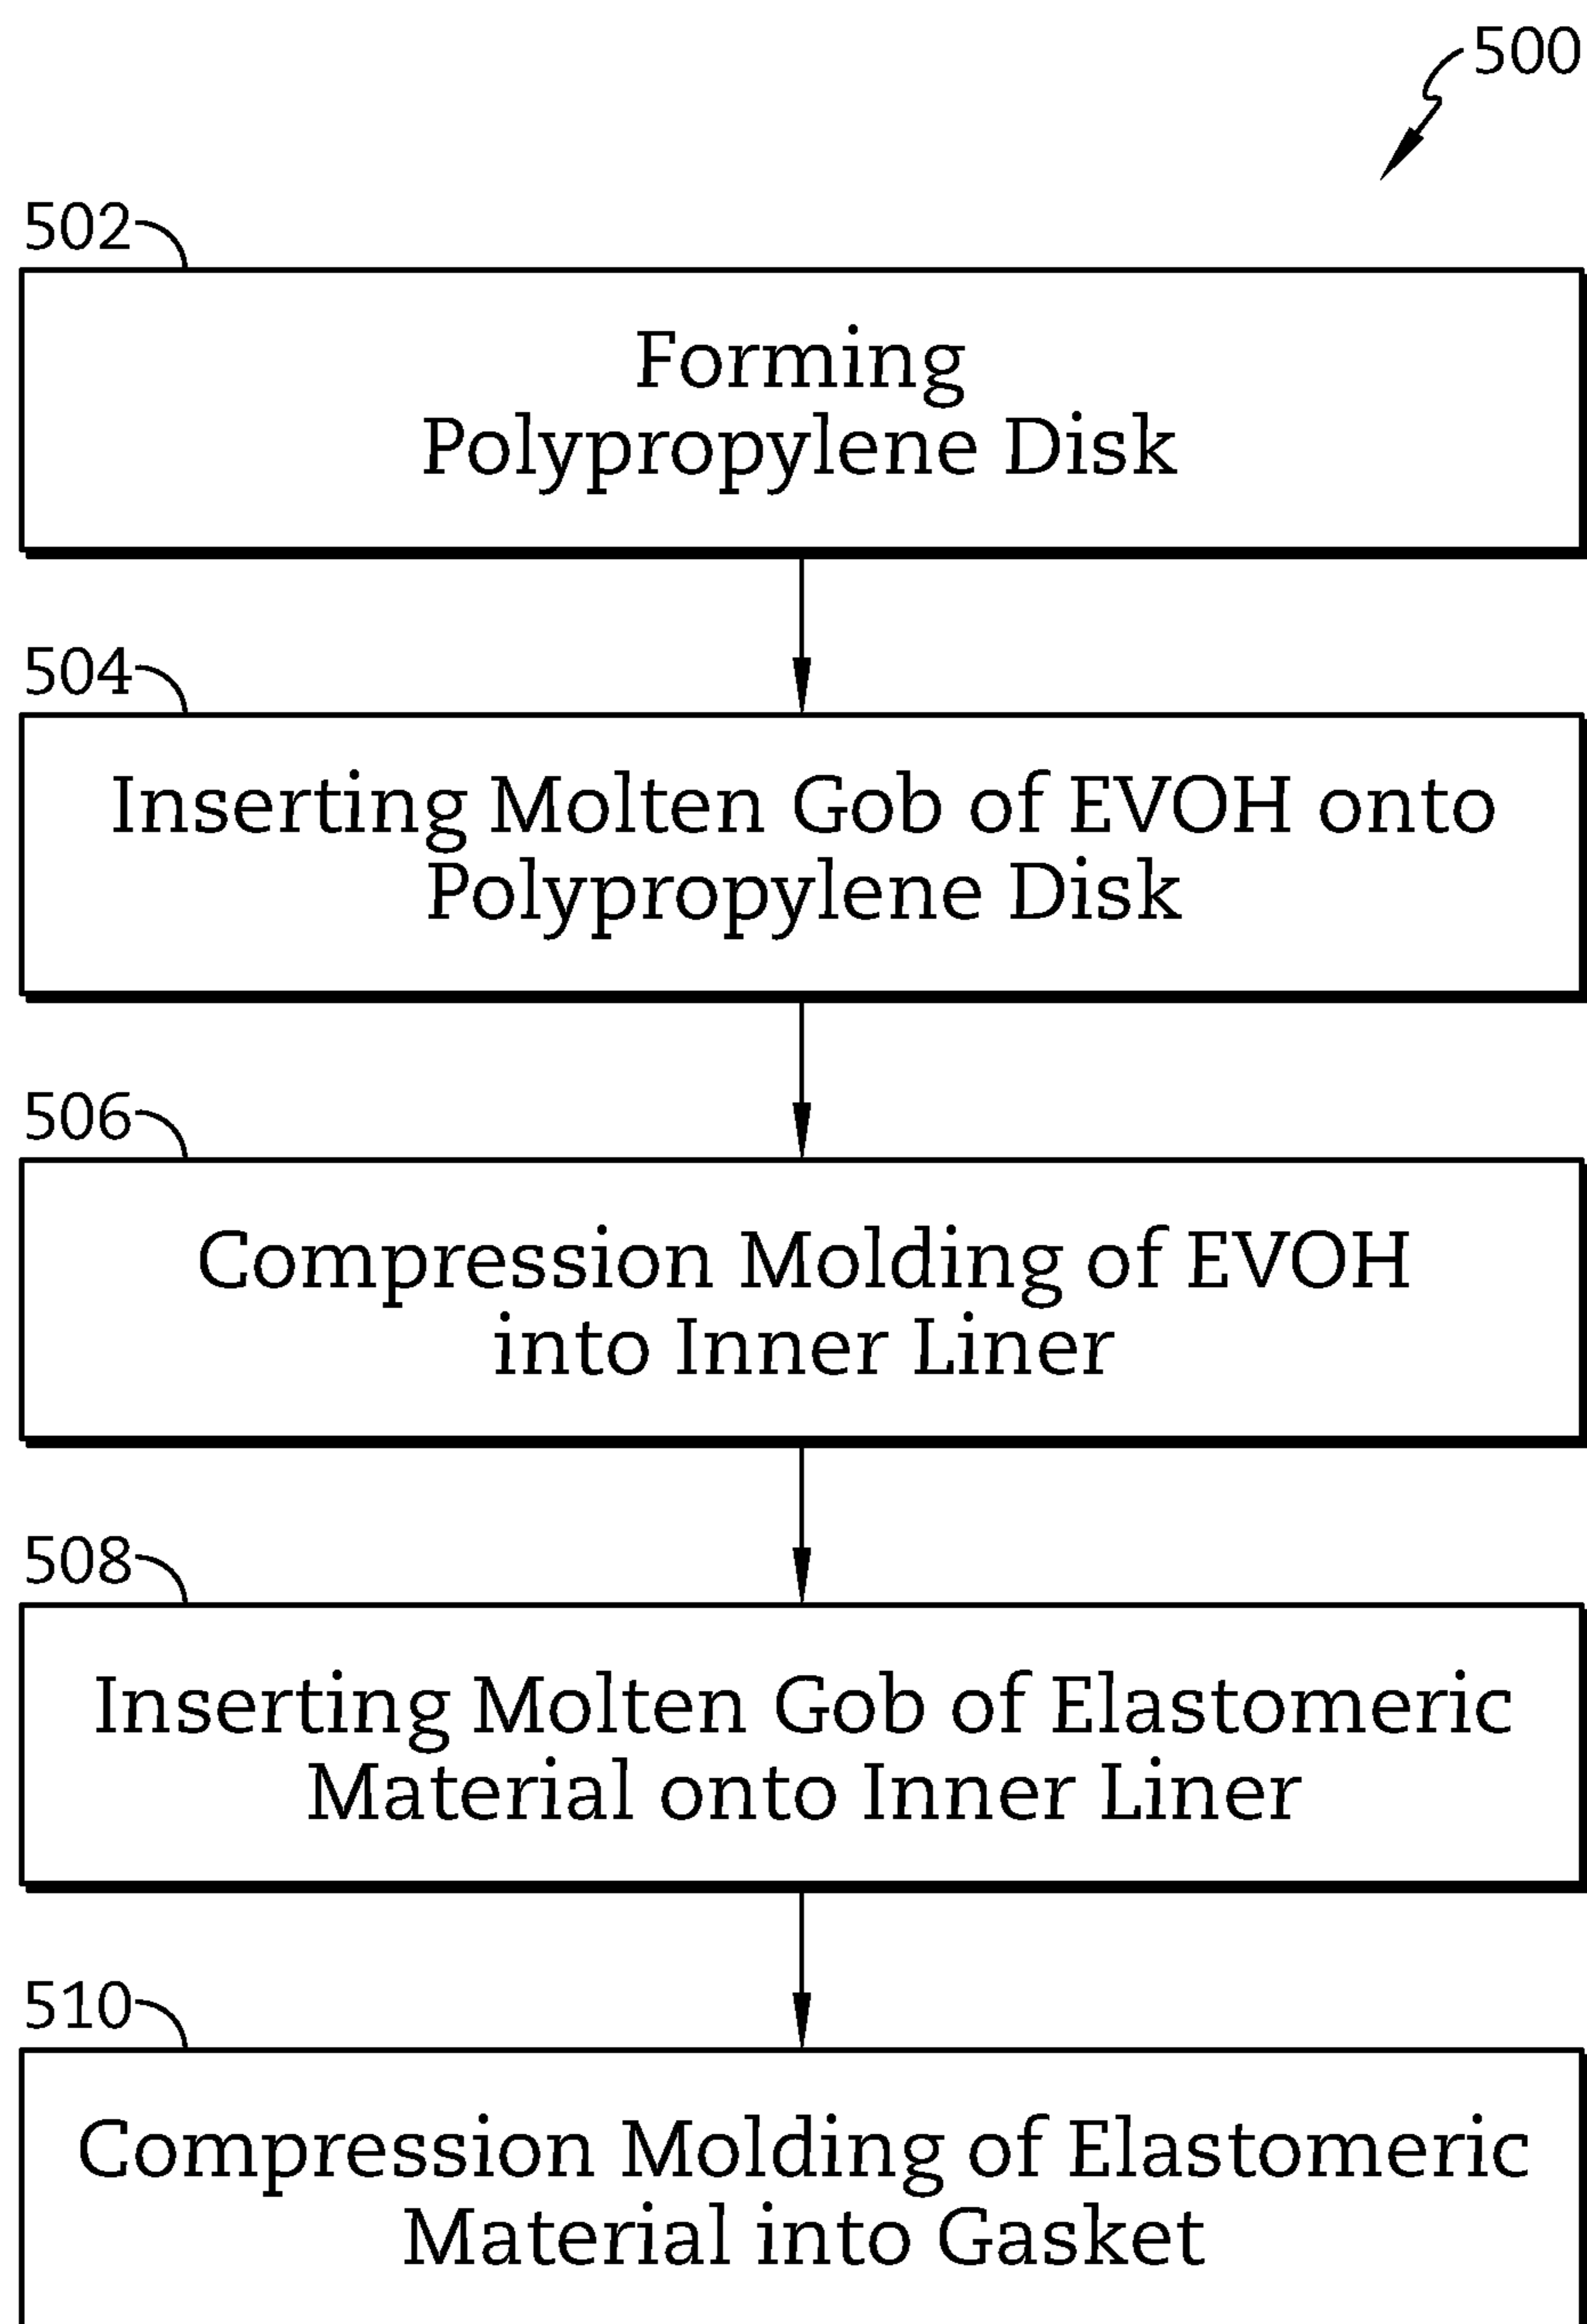 500
502
Forming
Polypropylene Disk
504
Inserting Molten Gob of EVOH onto
Polypropylene Disk
506
Compression Molding of EVOH
into Inner Liner
508
Inserting Molten Gob of Elastomeric
Material onto Inner Liner
510
Compression Molding of Elastomeric
Material into Gasket